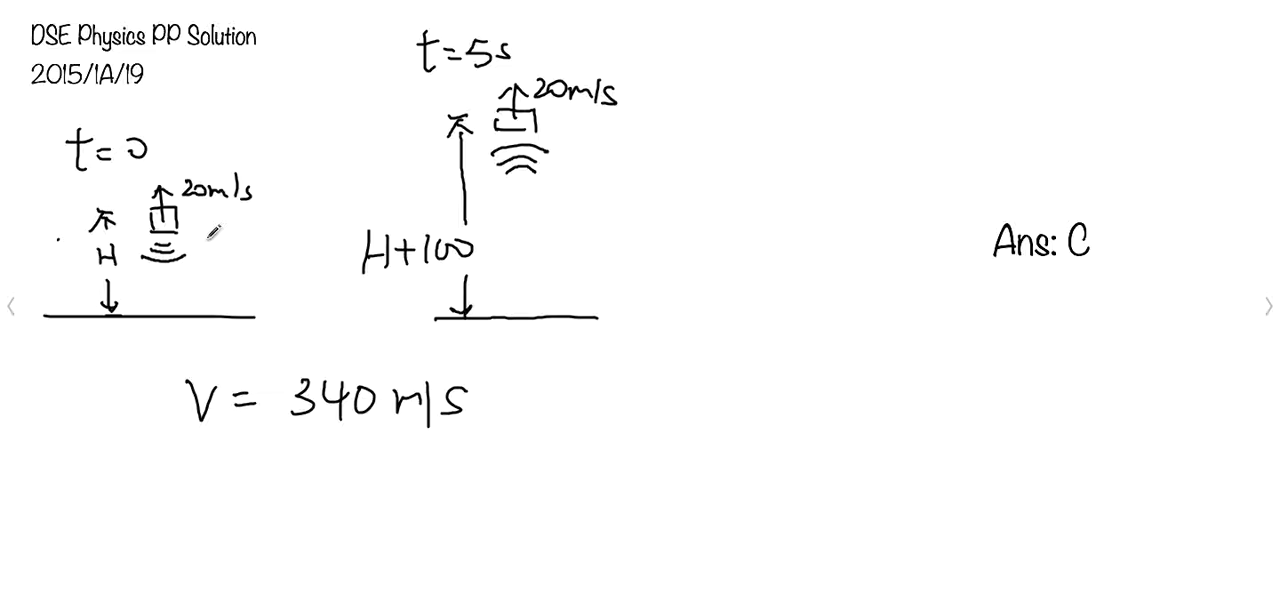 DSE Physics PP Solution
2015/1A/19
t=5s
20m/s
t=0
20m/s
H
H+100
Ans: C
V = 340 m/s